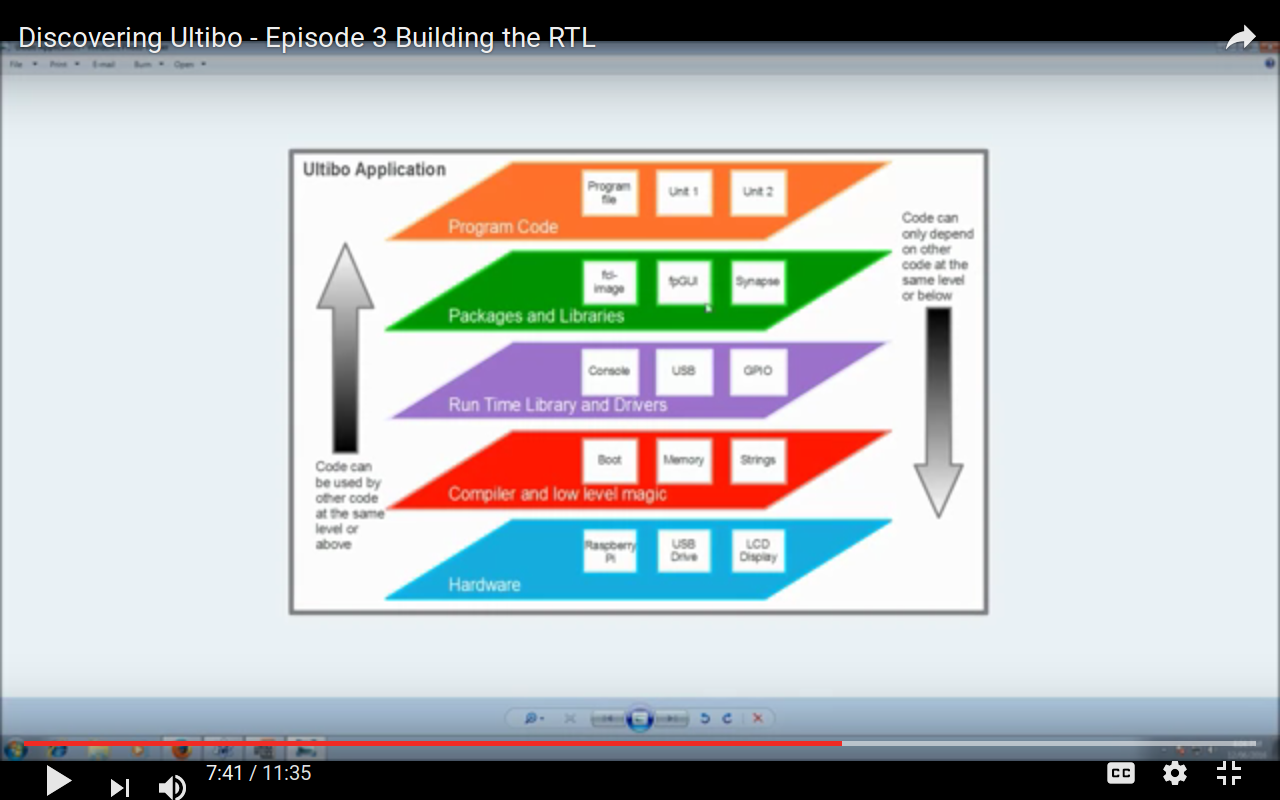 Discovering Ultibo - Episode 3 Building the RTL
File
Print
E-mail
Burn
Open
Ultibo Application
Program
file
Unit 1
Unit 2
Program Code
Code can
only depend
on other
code at the
same level
or below
fcl-
image
fpGUI
Synapse
Packages and Libraries
Console
USB
GPIO
Run Time Library and Drivers
Boot
Memory
Strings
Compiler and low level magic
Code can
be used by
other code
at the same
level or
above
Raspberry
Pi
USB
Drive
LCD
Display
Hardware
7:41 / 11:35
CC